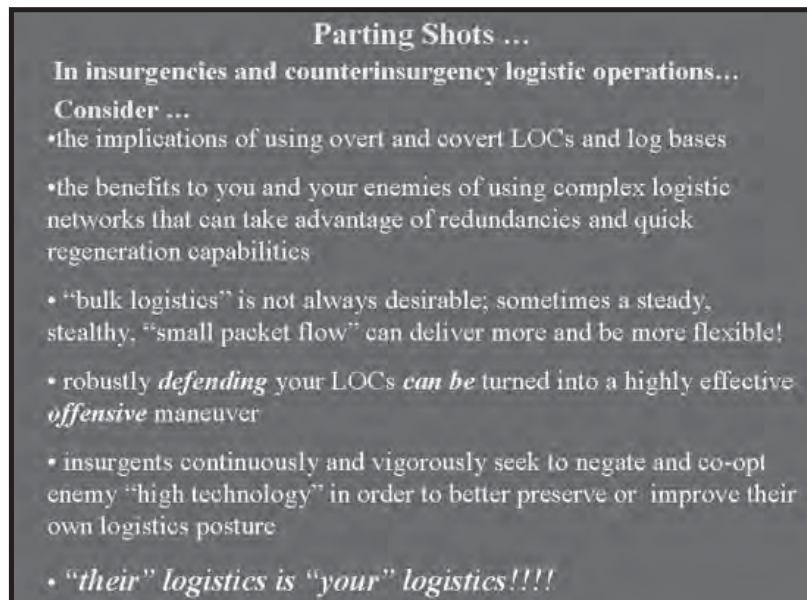 Parting Shots ...
In insurgencies and counterinsurgency logistic operations...
Consider ...
•the implications of using overt and covert LOCs and log bases
•the benefits to you and your enemies of using complex logistic
networks that can take advantage of redundancies and quick
regeneration capabilities
• “bulk logistics” is not always desirable; sometimes a steady,
stealthy, “small packet flow” can deliver more and be more flexible!
• robustly defending your LOCs can be turned into a highly effective
offensive maneuver
• insurgents continuously and vigorously seek to negate and co-opt
enemy “high technology” in order to better preserve or improve their
own logistics posture
• “their” logistics is “your” logistics!!!!